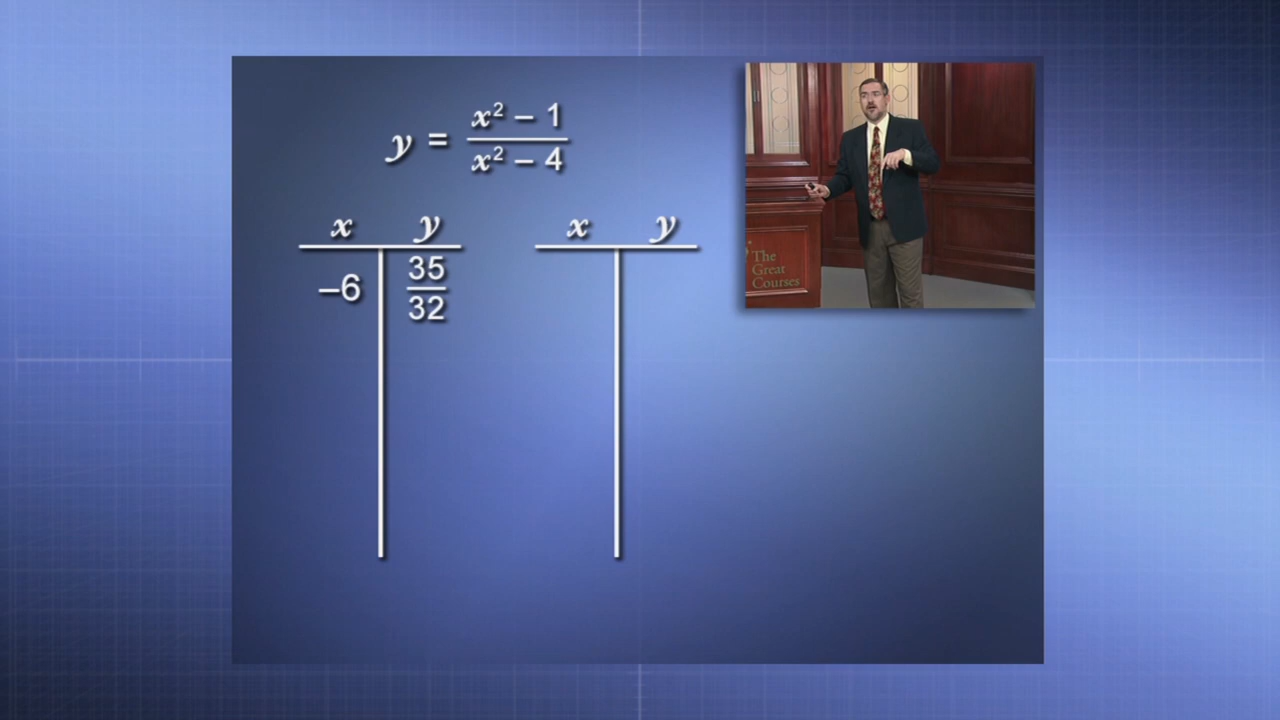 y = x² – 1
x² – 4
x y
–6 35
32
x y
The
Great
Courses